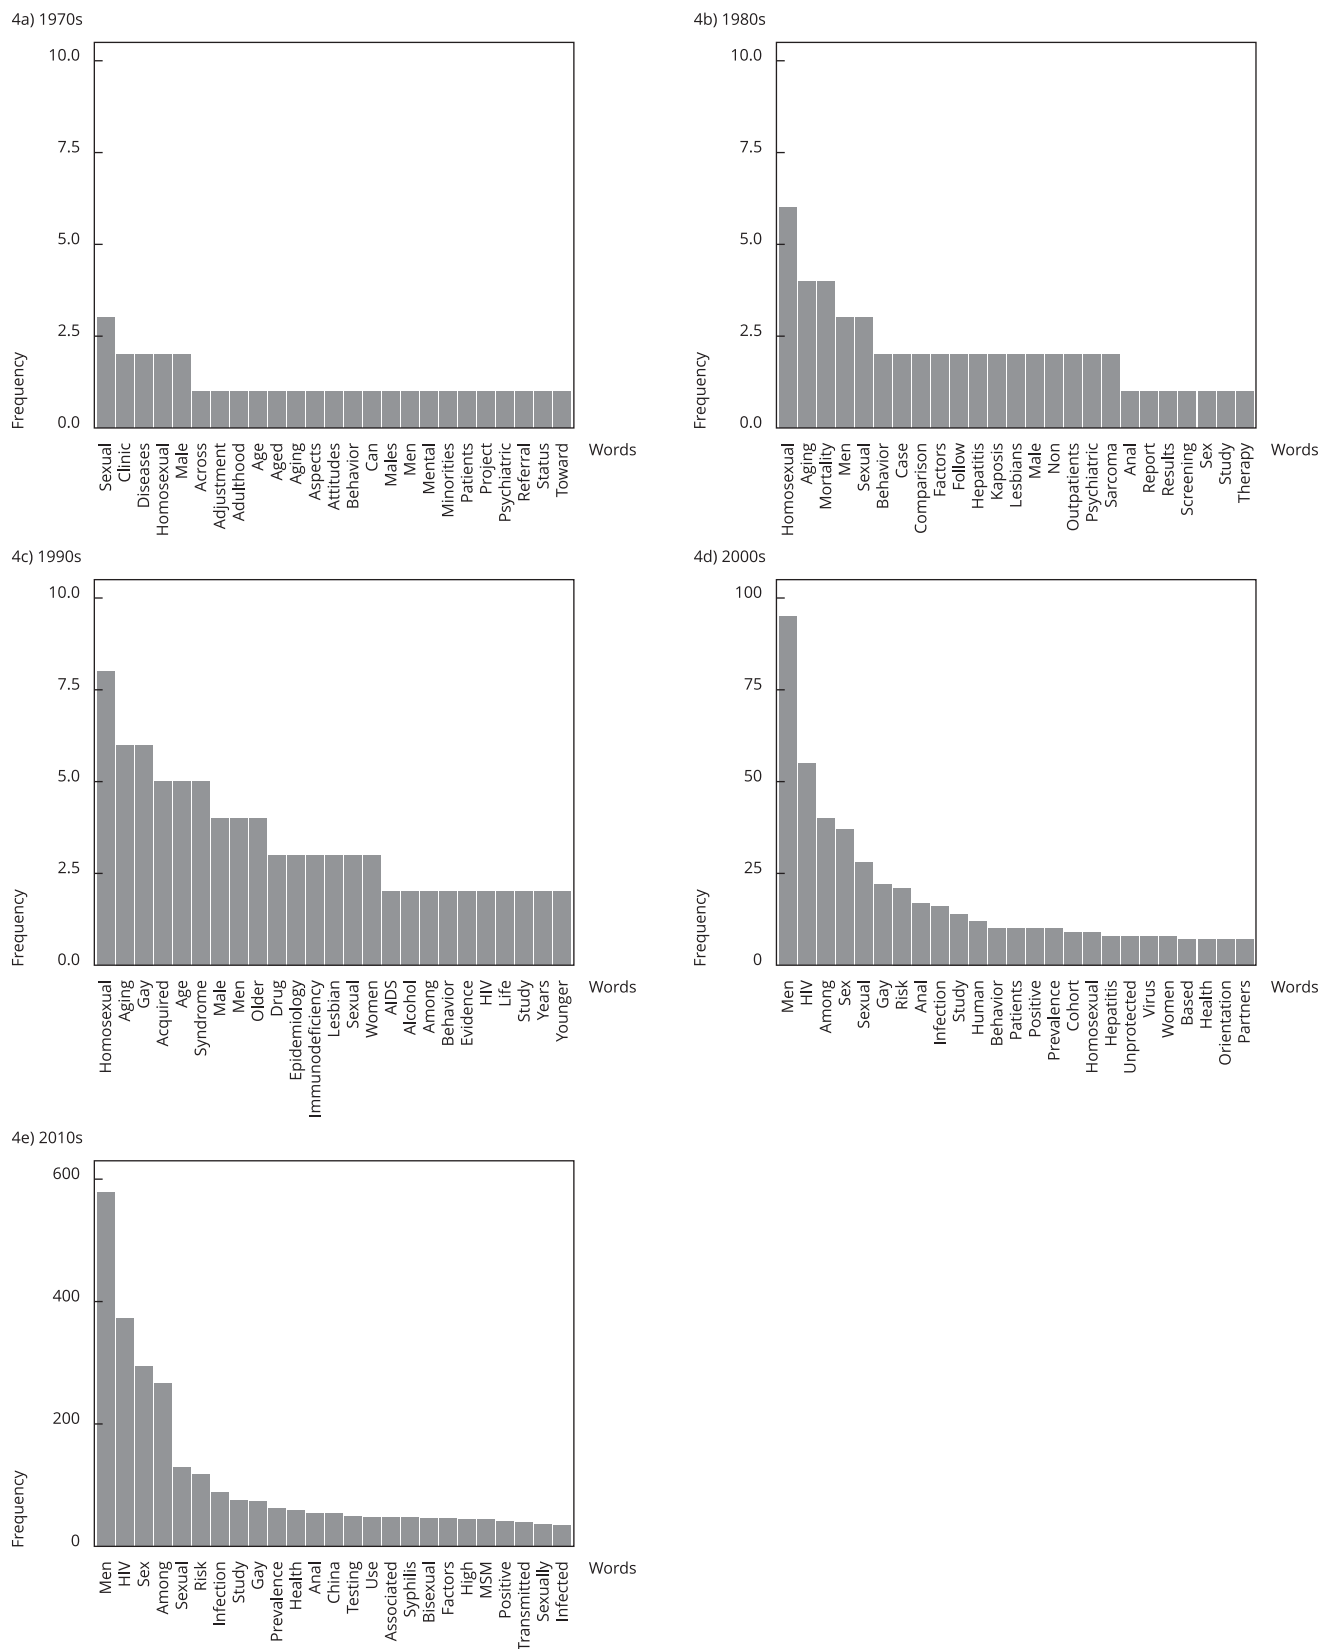 4a) 1970s
10.0
7.5
5.0
2.5
0.0
Frequency
Sexual
Clinic
Diseases
Homosexual
Male
Across
Adjustment
Adulthood
Age
Aged
Aging
Aspects
Attitudes
Behavior
Can
Males
Men
Mental
Minorities
Patients
Project
Psychiatric
Referral
Status
Toward
Words
4b) 1980s
10.0
7.5
5.0
2.5
0.0
Frequency
Homosexual
Aging
Mortality
Men
Sexual
Behavior
Case
Comparison
Factors
Follow
Hepatitis
Kaposis
Lesbians
Male
Non
Outpatients
Psychiatric
Sarcoma
Anal
Report
Results
Screening
Sex
Study
Therapy
Words
4c) 1990s
10.0
7.5
5.0
2.5
0.0
Frequency
Homosexual
Aging
Gay
Acquired
Age
Syndrome
Male
Men
Older
Drug
Epidemiology
Immunodeficiency
Lesbian
Sexual
Women
AIDS
Alcohol
Among
Behavior
Evidence
HIV
Life
Study
Years
Younger
Words
4d) 2000s
100
75
50
25
0
Frequency
Men
HIV
Among
Sex
Sexual
Gay
Risk
Anal
Infection
Study
Human
Behavior
Patients
Positive
Prevalence
Cohort
Homosexual
Hepatitis
Unprotected
Virus
Women
Based
Health
Orientation
Partners
Words
4e) 2010s
600
400
200
0
Frequency
Men
HIV
Sex
Among
Sexual
Risk
Infection
Study
Gay
Prevalence
Health
Anal
China
Testing
Use
Associated
Syphilis
Bisexual
Factors
High
MSM
Positive
Transmitted
Sexually
Infected
Words